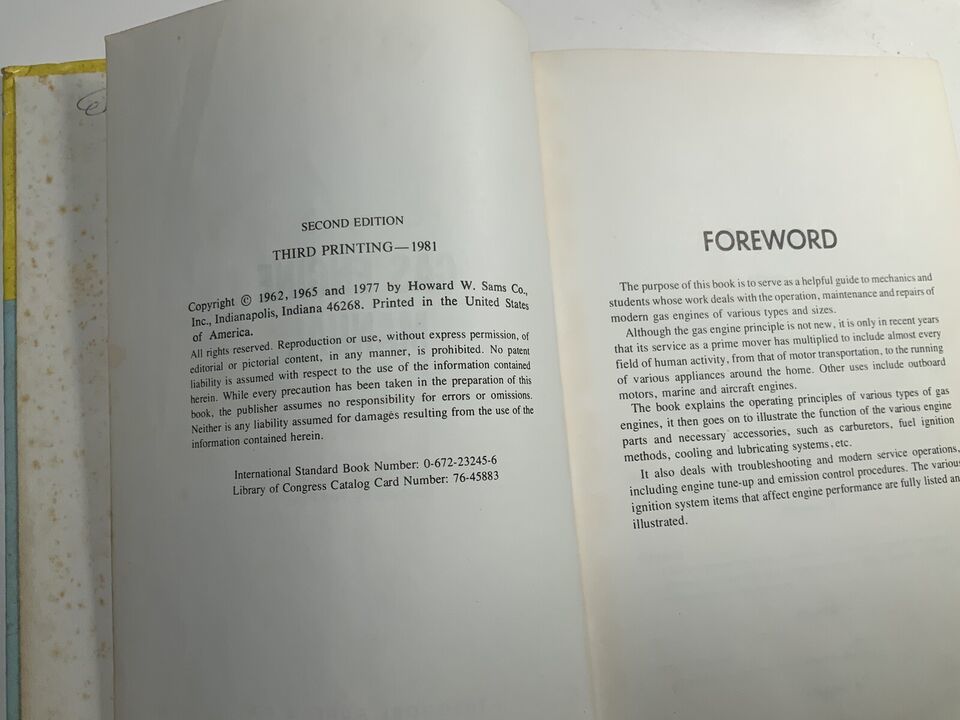 SECOND EDITION
THIRD PRINTING—1981
Copyright © 1962, 1965 and 1977 by Howard W. Sams Co.,
Inc., Indianapolis, Indiana 46268. Printed in the United States
of America.
All rights reserved. Reproduction or use, without express permission, of
editorial or pictorial content, in any manner, is prohibited. No patent
liability is assumed with respect to the use of the information contained
herein. While every precaution has been taken in the preparation of this
book, the publisher assumes no responsibility for errors or omissions.
Neither is any liability assumed for damages resulting from the use of the
information contained herein.
International Standard Book Number: 0-672-23245-6
Library of Congress Catalog Card Number: 76-45883
FOREWORD
The purpose of this book is to serve as a helpful guide to mechanics and
students whose work deals with the operation, maintenance and repairs of
modern gas engines of various types and sizes.
Although the gas engine principle is not new, it is only in recent years
that its service as a prime mover has multiplied to include almost every
field of human activity, from that of motor transportation, to the running
of various appliances around the home. Other uses include outboard
motors, marine and aircraft engines.
The book explains the operating principles of various types of gas
engines, it then goes on to illustrate the function of the various engine
parts and necessary accessories, such as carburetors, fuel ignition
methods, cooling and lubricating systems, etc.
It also deals with troubleshooting and modern service operations,
including engine tune-up and emission control procedures. The various
ignition system items that affect engine performance are fully listed an
illustrated.